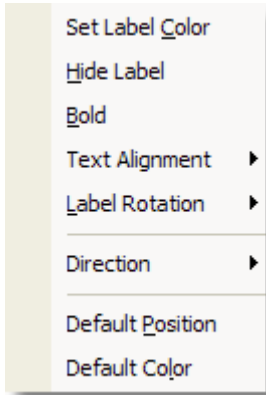 Set Label Color
Hide Label
Bold
Text Alignment
Label Rotation
Direction
Default Position
Default Color